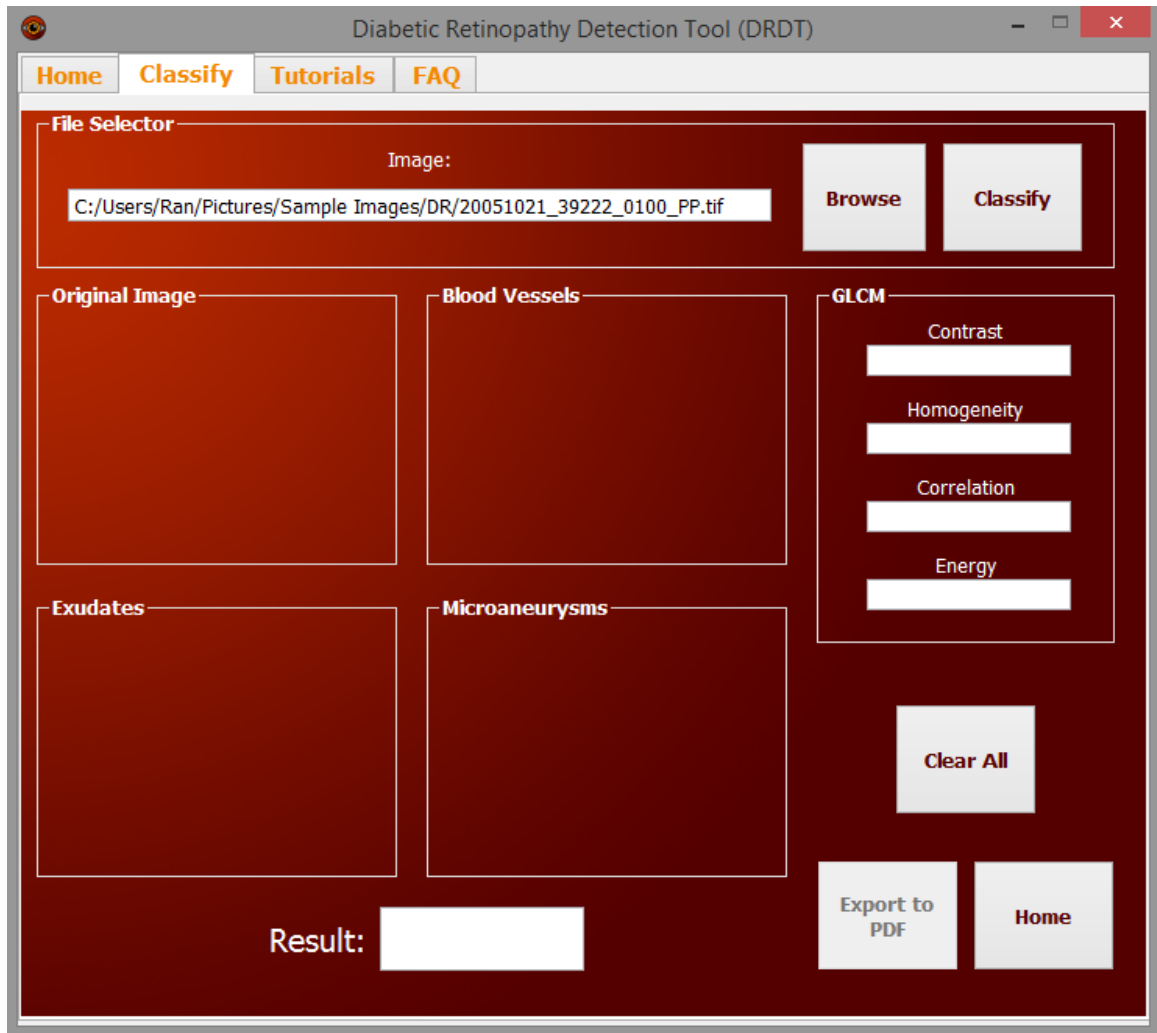 Diabetic Retinopathy Detection Tool (DRDT)
Home Classify Tutorials FAQ
File Selector
Image:
C:/Users/Ran/Pictures/Sample Images/DR/20051021_39222_0100_PP.tif
Browse
Classify
Original Image
Blood Vessels
GLCM
Contrast
Homogeneity
Correlation
Energy
Exudates
Microaneurysms
Clear All
Export to
PDF
Home
Result: